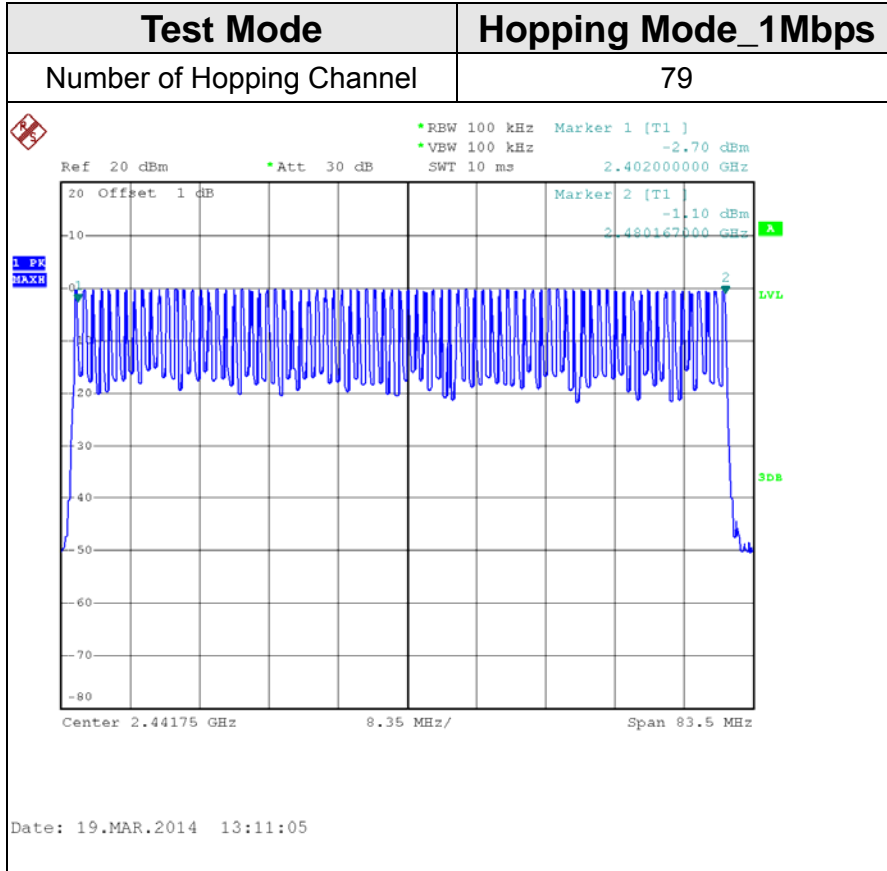 Test Mode Hopping Mode_1Mbps
Number of Hopping Channel 79
R S
*RBW 100 kHz Marker 1 [T1 ]
*VBW 100 kHz -2.70 dBm
Ref 20 dBm *Att 30 dB SWT 10 ms 2.402000000 GHz
20 Offset 1 dB Marker 2 [T1 ]
-1.10 dBm
10 2.480167000 GHz
A
1 PK
MAXH
0
1
2
LVL
-10
-20
-30
3DB
-40
-50
-60
-70
-80
Center 2.44175 GHz 8.35 MHz/ Span 83.5 MHz
Date: 19.MAR.2014 13:11:05